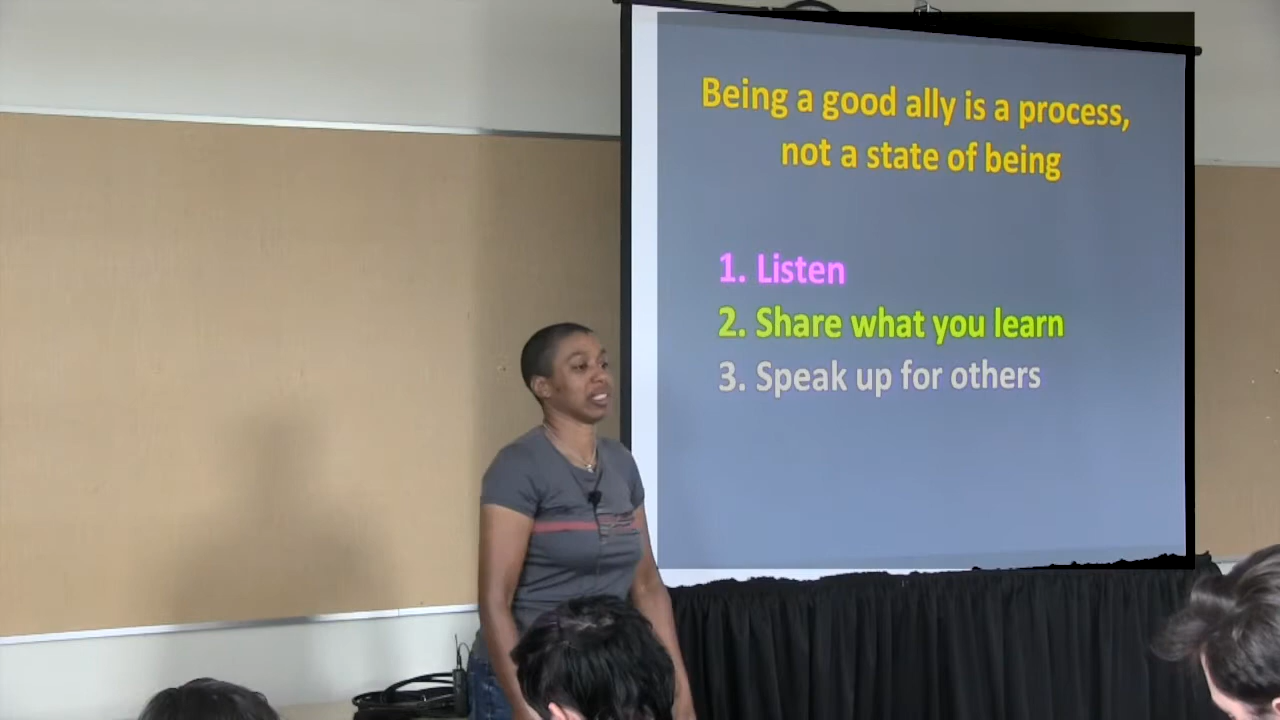 Being a good ally is a process,
not a state of being
1. Listen
2. Share what you learn
3. Speak up for others